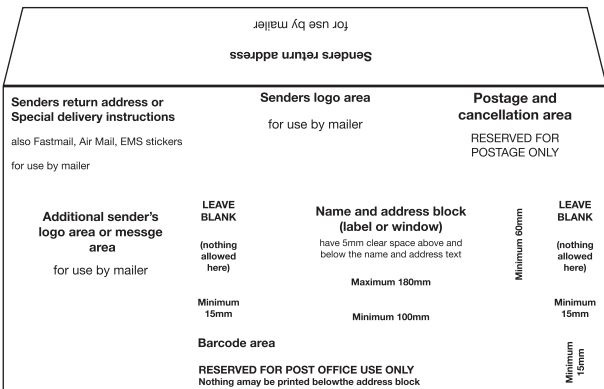 for use by mailer
Senders return address
Senders return address or
Special delivery instructions
also Fastmail, Air Mail, EMS stickers
for use by mailer
Senders logo area
for use by mailer
Postage and
cancellation area
RESERVED FOR
POSTAGE ONLY
Additional sender's
logo area or messge
area
for use by mailer
LEAVE
BLANK
(nothing
allowed
here)
Minimum
15mm
Name and address block
(label or window)
have 5mm clear space above and
below the name and address text
Maximum 180mm
Minimum 100mm
Minimum 60mm
LEAVE
BLANK
(nothing
allowed
here)
Minimum
15mm
Barcode area
RESERVED FOR POST OFFICE USE ONLY
Nothing amay be printed belowthe address block
Minimum
15mm